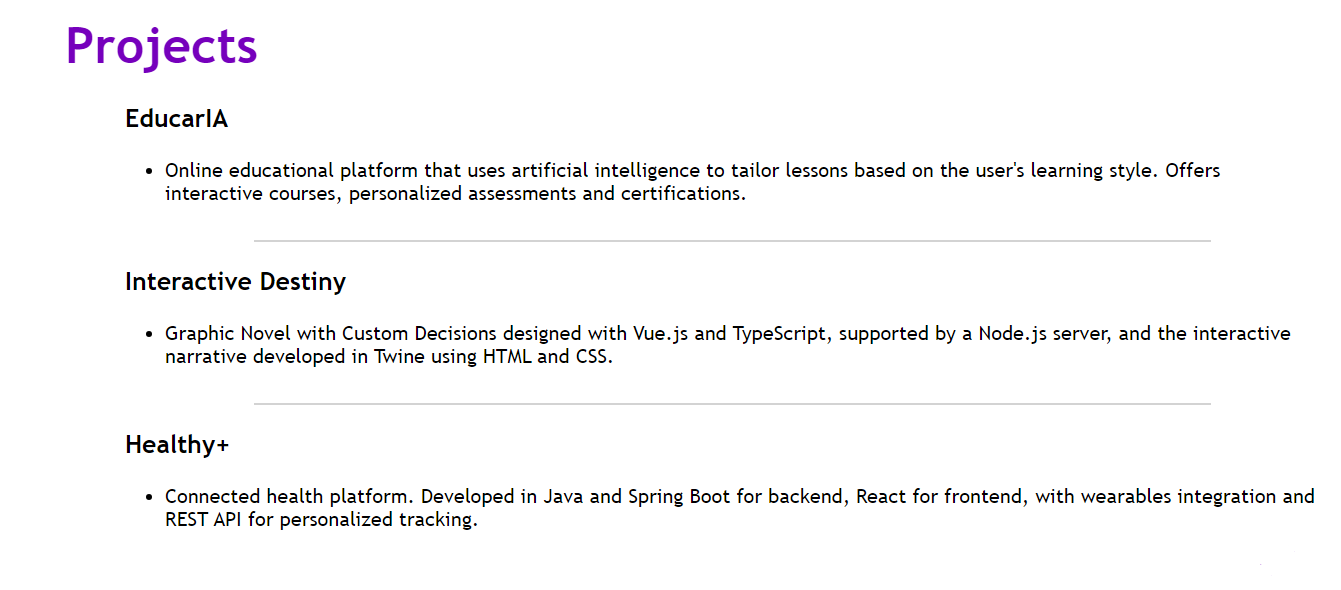 Projects
EducarIA
• Online educational platform that uses artificial intelligence to tailor lessons based on the user's learning style. Offers
interactive courses, personalized assessments and certifications.
Interactive Destiny
• Graphic Novel with Custom Decisions designed with Vue.js and TypeScript, supported by a Node.js server, and the interactive
narrative developed in Twine using HTML and CSS.
Healthy+
• Connected health platform. Developed in Java and Spring Boot for backend, React for frontend, with wearables integration and
REST API for personalized tracking.